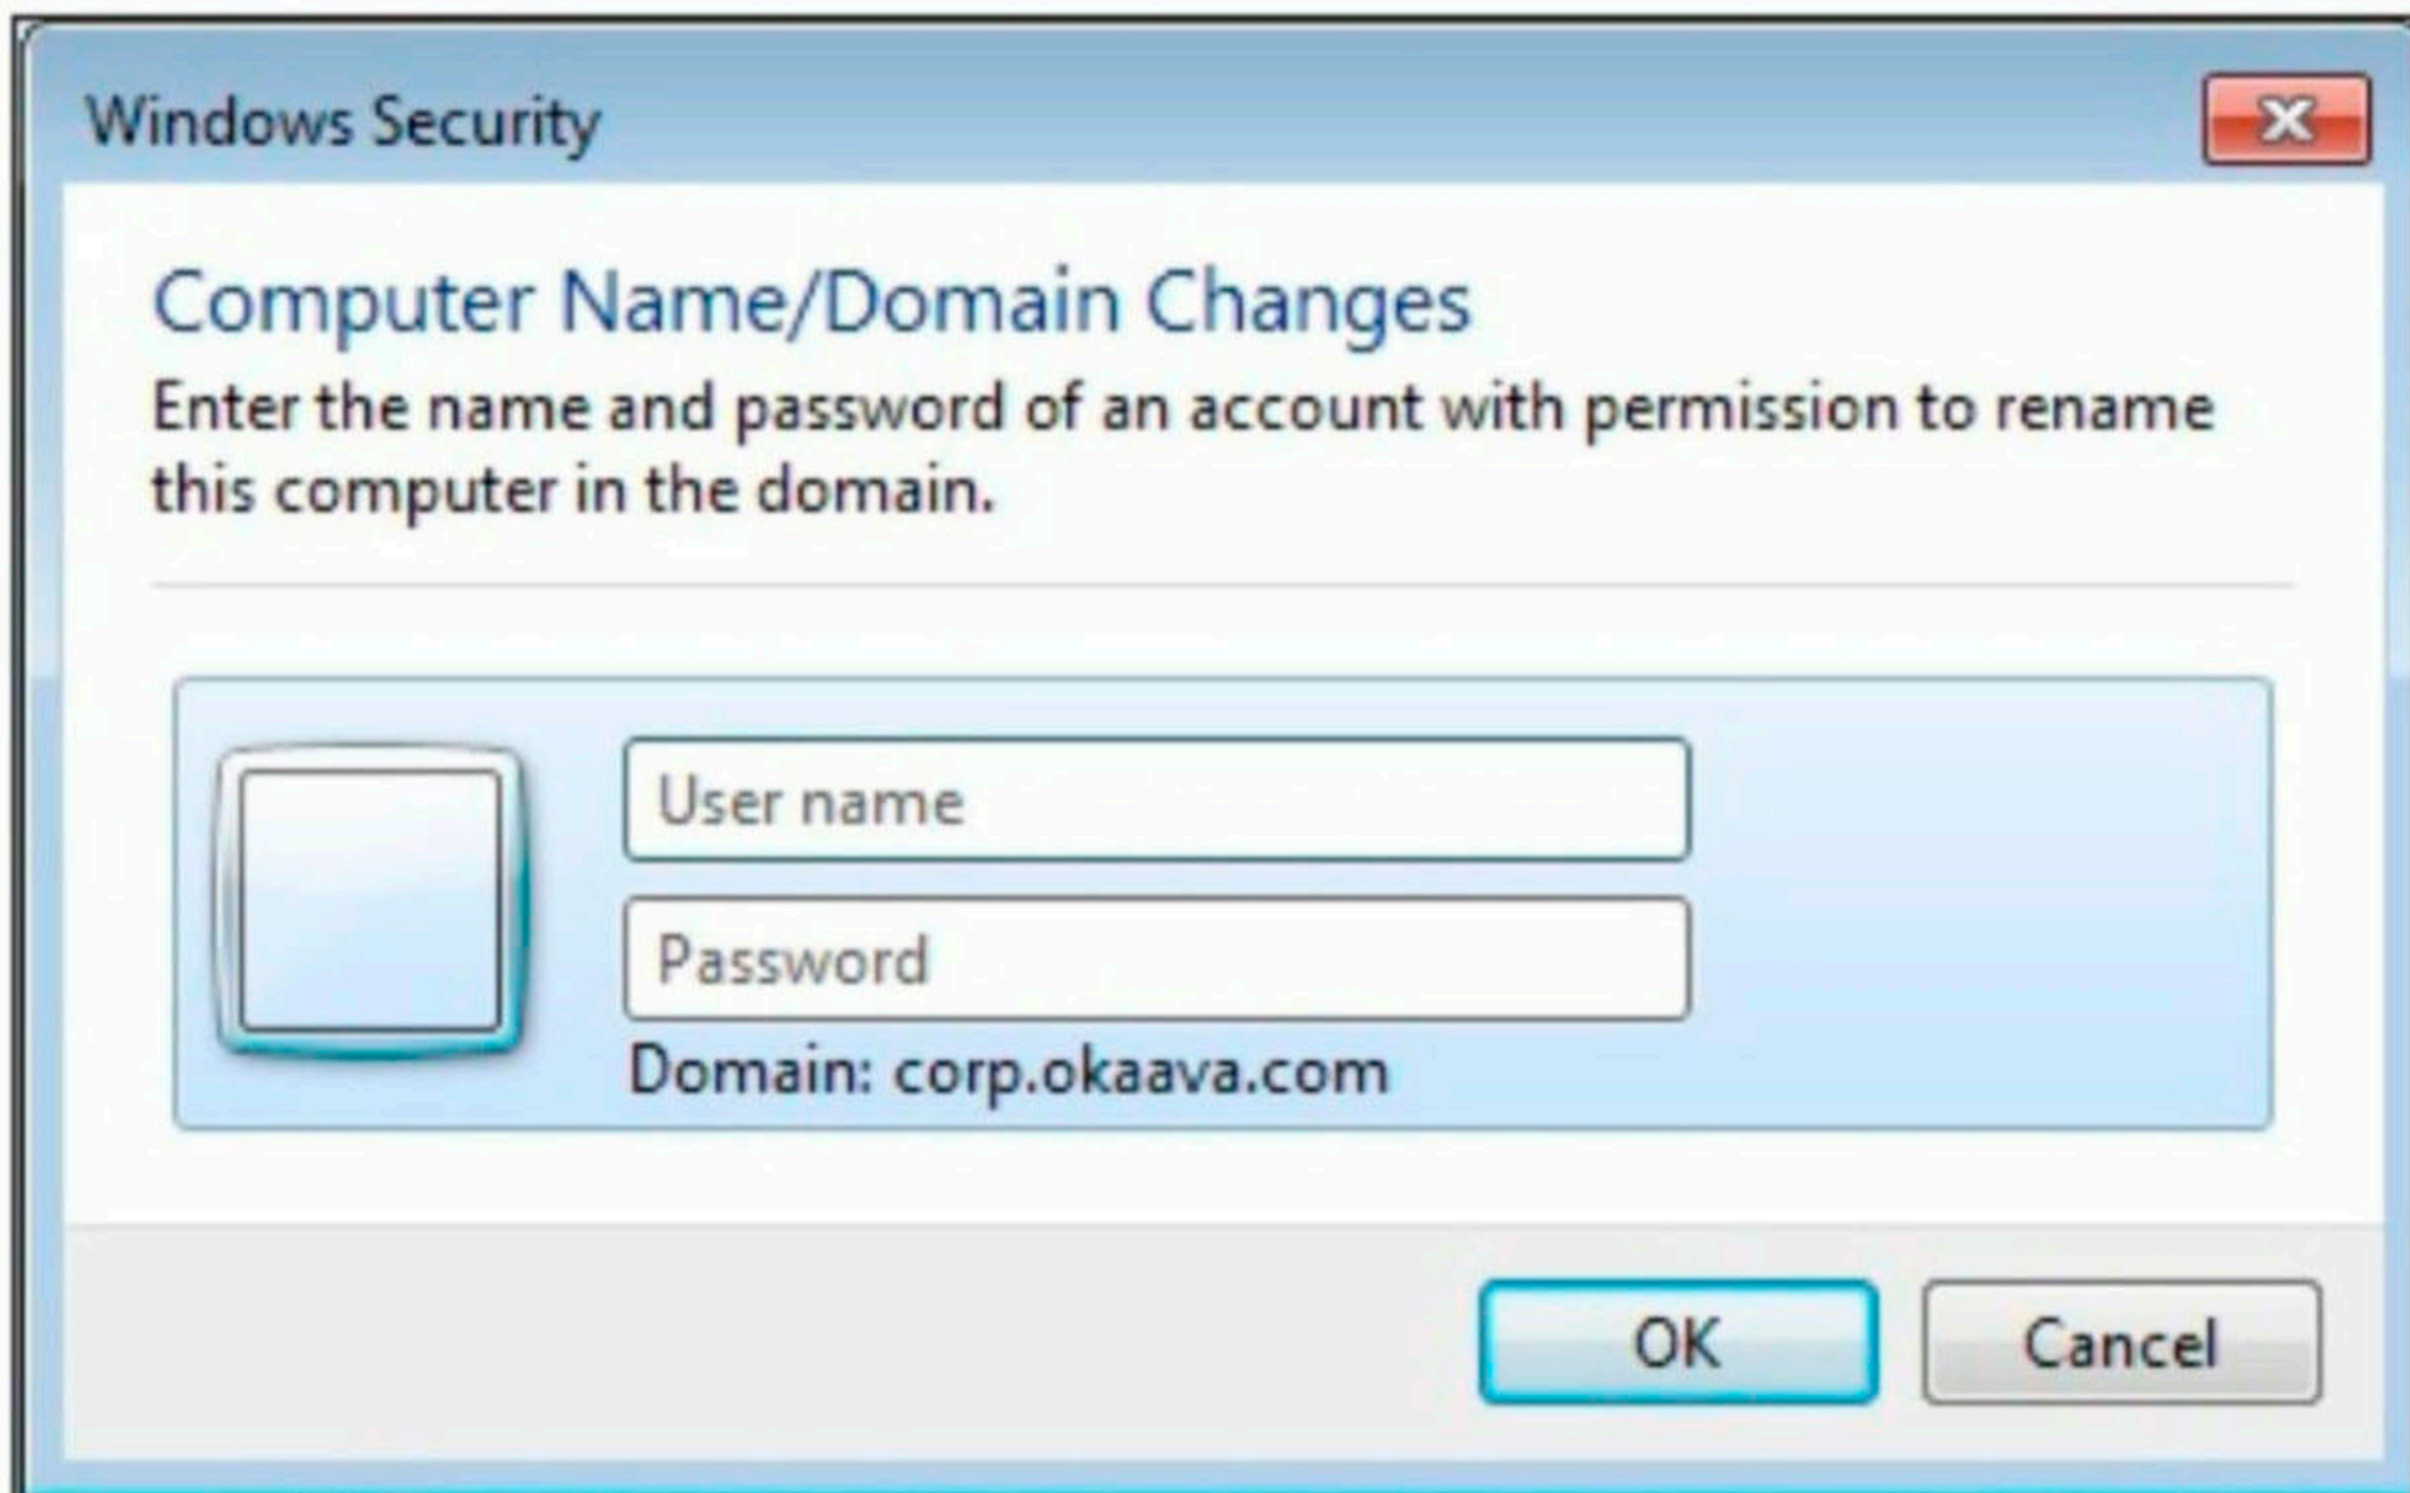 Windows Security
Computer Name/Domain Changes
Enter the name and password of an account with permission to rename
this computer in the domain.
User name
Password
Domain: corp.okaava.com
OK
Cancel